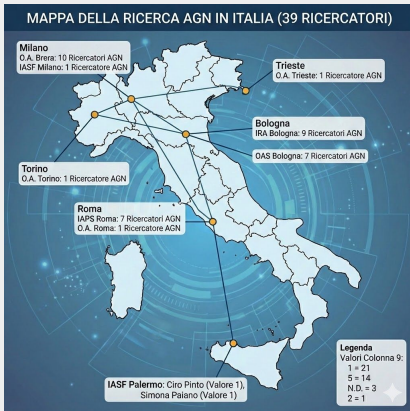 MAPPA DELLA RICERCA AGN IN ITALIA (39 RICERCATORI)
Milano
O.A. Brera: 10 Ricercatori AGN
IASF Milano: 1 Ricercatore AGN
Trieste
O.A. Trieste: 1 Ricercatore AGN
Bologna
IRA Bologna: 9 Ricercatori AGN
OAS Bologna: 7 Ricercatori AGN
Torino
O.A. Torino: 1 Ricercatore AGN
Roma
IAPS Roma: 7 Ricercatori AGN
O.A. Roma: 1 Ricercatore AGN
IASF Palermo: Ciro Pinto (Valore 1),
Simona Paiano (Valore 1)
Legenda
Valori Colonna 9:
1 = 21
5 = 14
N.D. = 3
2 = 1